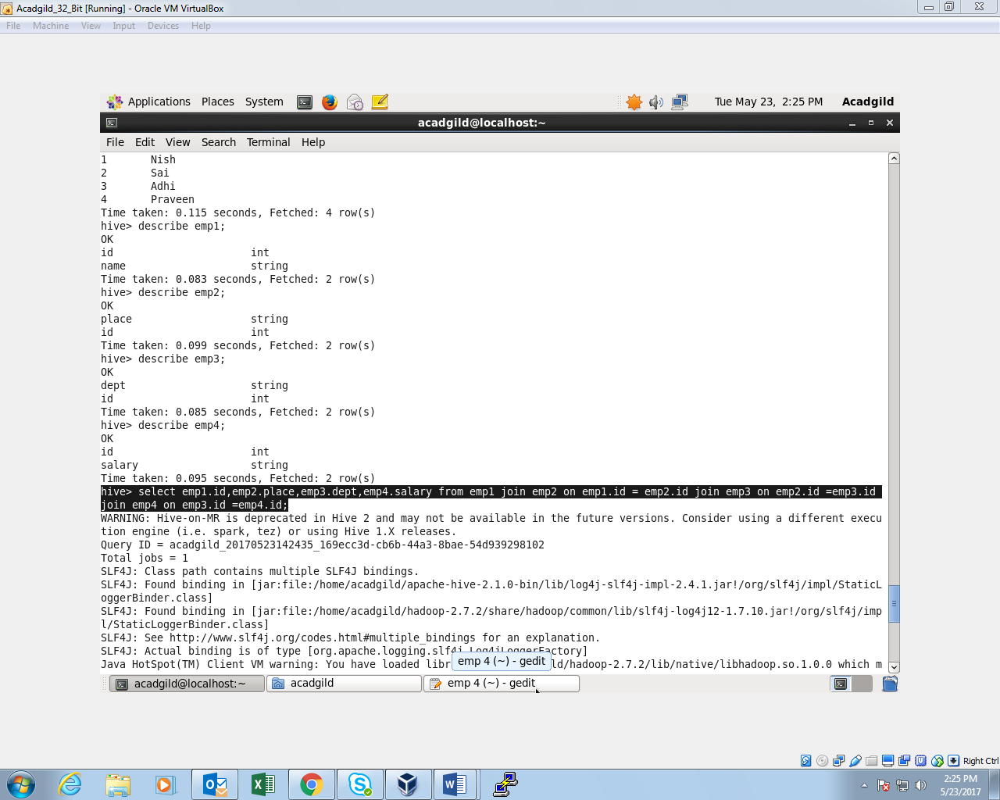 Acadgild_32_Bit [Running] - Oracle VM VirtualBox
File Machine View Input Devices Help
Applications Places System Tue May 23, 2:25 PM Acadgild
acadgild@localhost:~
File Edit View Search Terminal Help
1 Nish
2 Sai
3 Adhi
4 Praveen
Time taken: 0.115 seconds, Fetched: 4 row(s)
hive> describe emp1;
OK
id int
name string
Time taken: 0.083 seconds, Fetched: 2 row(s)
hive> describe emp2;
OK
place string
id int
Time taken: 0.099 seconds, Fetched: 2 row(s)
hive> describe emp3;
OK
dept string
id int
Time taken: 0.085 seconds, Fetched: 2 row(s)
hive> describe emp4;
OK
id int
salary string
Time taken: 0.095 seconds, Fetched: 2 row(s)
hive> select emp1.id,emp2.place,emp3.dept,emp4.salary from emp1 join emp2 on emp1.id = emp2.id join emp3 on emp2.id =emp3.id
join emp4 on emp3.id =emp4.id;
WARNING: Hive-on-MR is deprecated in Hive 2 and may not be available in the future versions. Consider using a different execu
tion engine (i.e. spark, tez) or using Hive 1.X releases.
Query ID = acadgild_20170523142435_169ecc3d-cb6b-44a3-8bae-54d939298102
Total jobs = 1
SLF4J: Class path contains multiple SLF4J bindings.
SLF4J: Found binding in [jar:file:/home/acadgild/apache-hive-2.1.0-bin/lib/log4j-slf4j-impl-2.4.1.jar!/org/slf4j/impl/StaticL
oggerBinder.class]
SLF4J: Found binding in [jar:file:/home/acadgild/hadoop-2.7.2/share/hadoop/common/lib/slf4j-log4j12-1.7.10.jar!/org/slf4j/imp
l/StaticLoggerBinder.class]
SLF4J: See http://www.slf4j.org/codes.html#multiple_bindings for an explanation.
SLF4J: Actual binding is of type [org.apache.logging.slf4j.Log4jLoggerFactory]
Java HotSpot(TM) Client VM warning: You have loaded libr ld/hadoop-2.7.2/lib/native/libhadoop.so.1.0.0 which m
emp 4 (~) - gedit
acadgild@localhost:~ acadgild emp 4 (~) - gedit
Right Ctrl
2:25 PM
5/23/2017